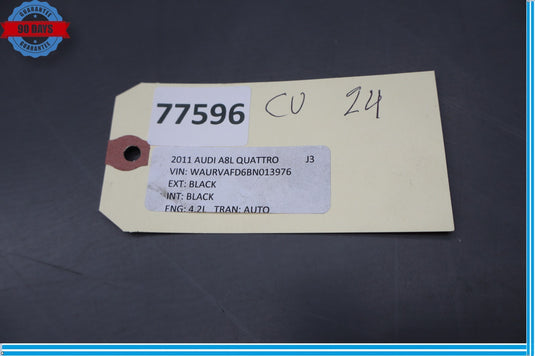 GUARANTEE
90 DAYS
GUARANTEE
77596 CU 24
2011 AUDI A8L QUATTRO J3
VIN: WAURVAFD6BN013976
EXT: BLACK
INT: BLACK
ENG: 4.2L TRAN: AUTO